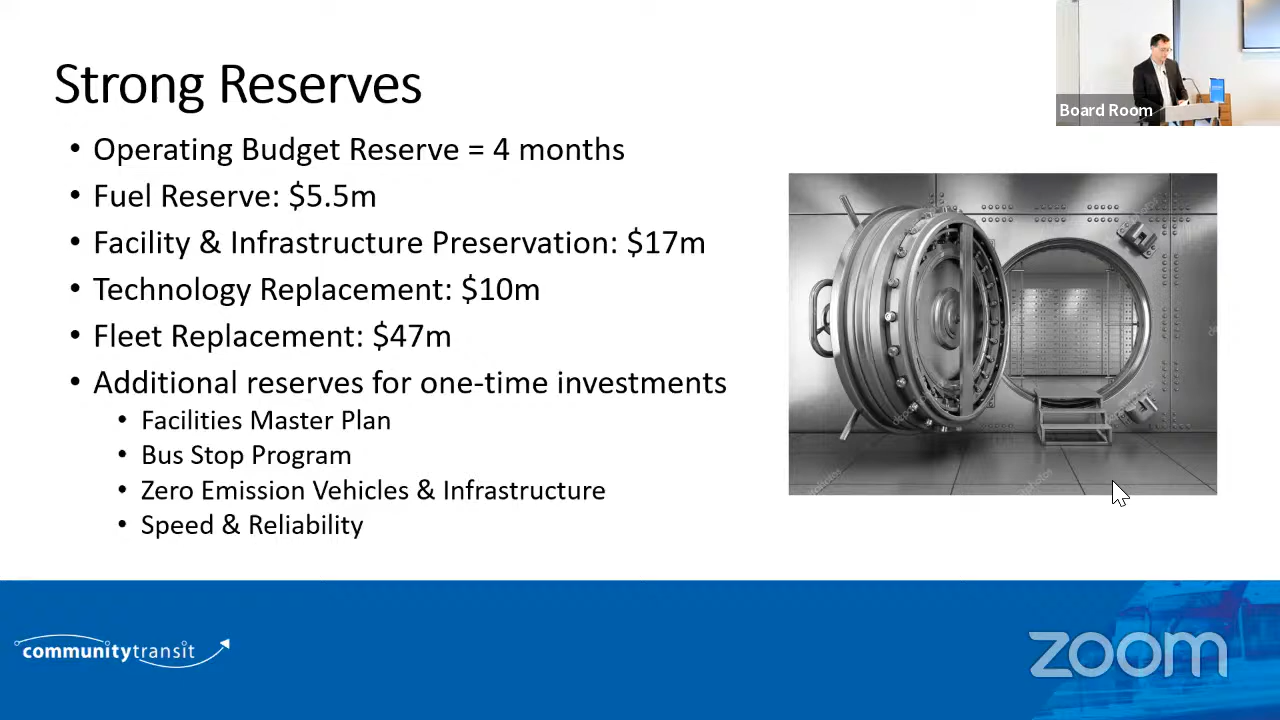 Strong Reserves
• Operating Budget Reserve = 4 months
• Fuel Reserve: $5.5m
• Facility & Infrastructure Preservation: $17m
• Technology Replacement: $10m
• Fleet Replacement: $47m
• Additional reserves for one-time investments
• Facilities Master Plan
• Bus Stop Program
• Zero Emission Vehicles & Infrastructure
• Speed & Reliability
Board Room
communitytransit
zoom